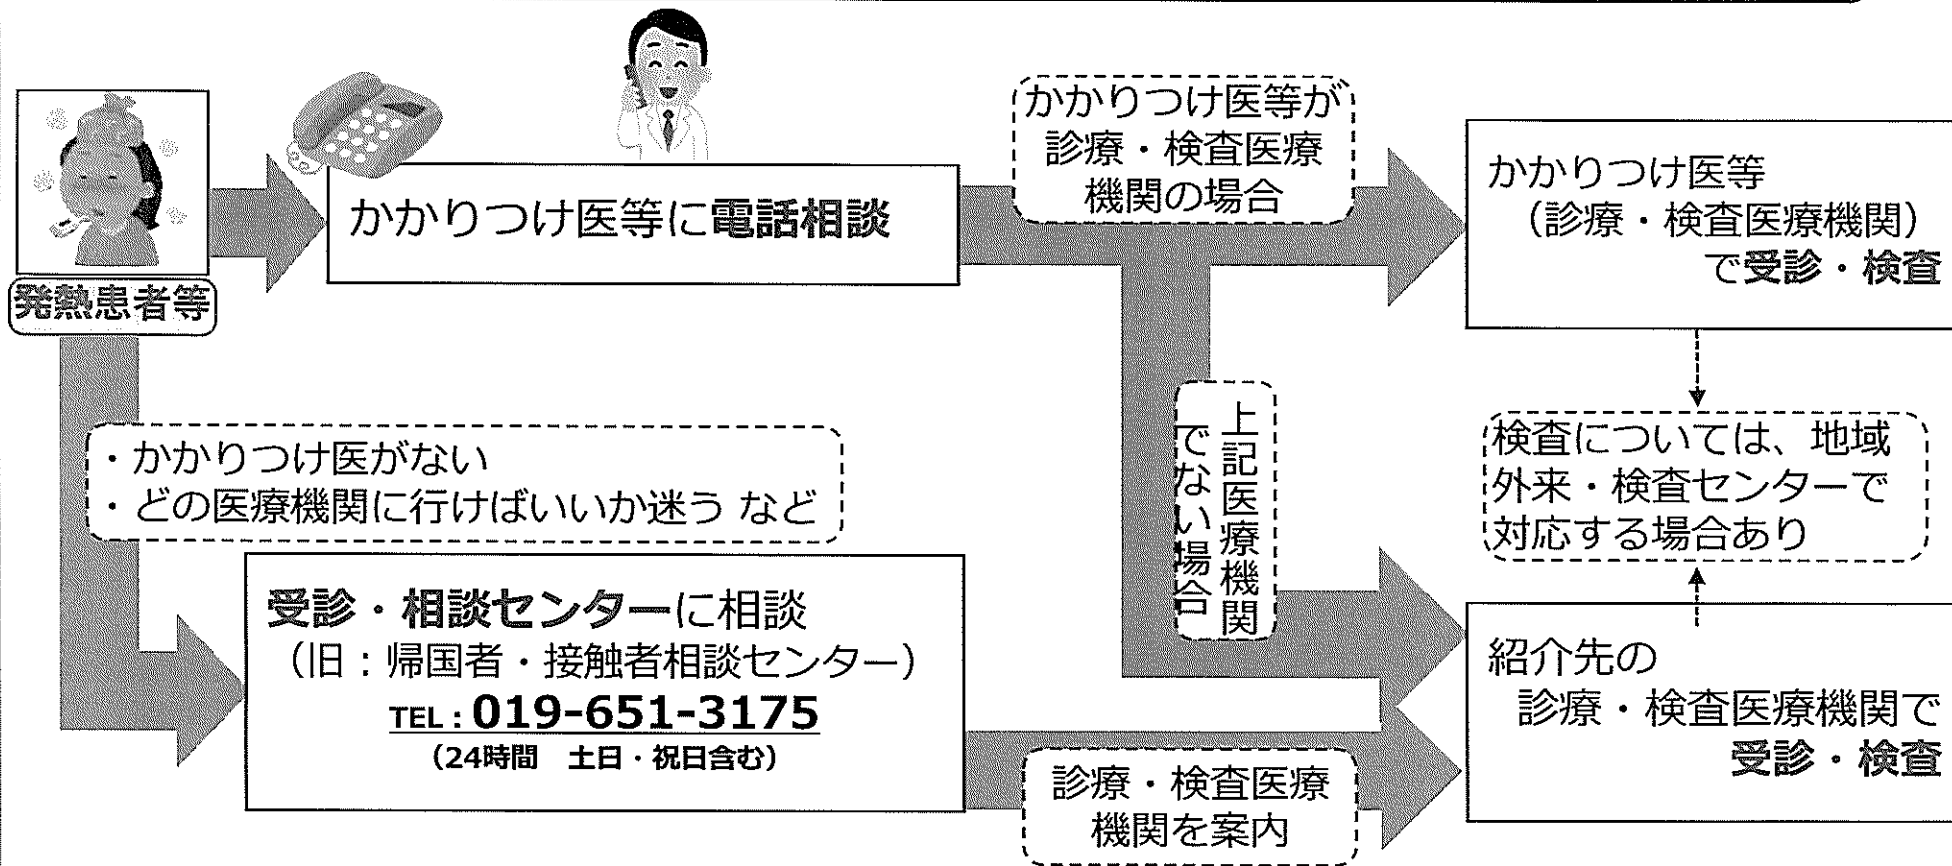 発熱患者等
かかりつけ医等に電話相談
かかりつけ医等が
診療・検査医療
機関の場合
かかりつけ医等
（診療・検査医療機関）
で受診・検査
・かかりつけ医がない
・どの医療機関に行けばいいか迷う など
上記医療機関
でない場合
検査については、地域
外来・検査センターで
対応する場合あり
受診・相談センターに相談
（旧：帰国者・接触者相談センター）
TEL：019-651-3175
（24時間　土日・祝日含む）
診療・検査医療
機関を案内
紹介先の
診療・検査医療機関で
受診・検査